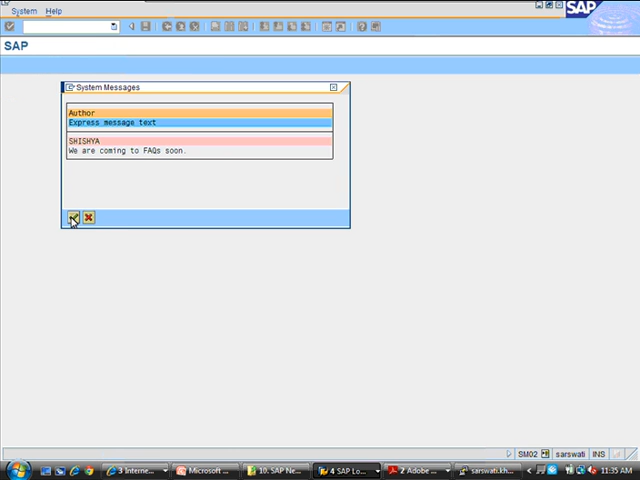 System Help
SAP
SAP
System Messages
Author
Express message text
SHISHYA
We are coming to FAQs soon.
SM02 sarswati INS
3 Interne...
Microsoft ...
10. SAP Ne...
4 SAP Lo...
2 Adobe ...
sarswati.kh...
11:35 AM